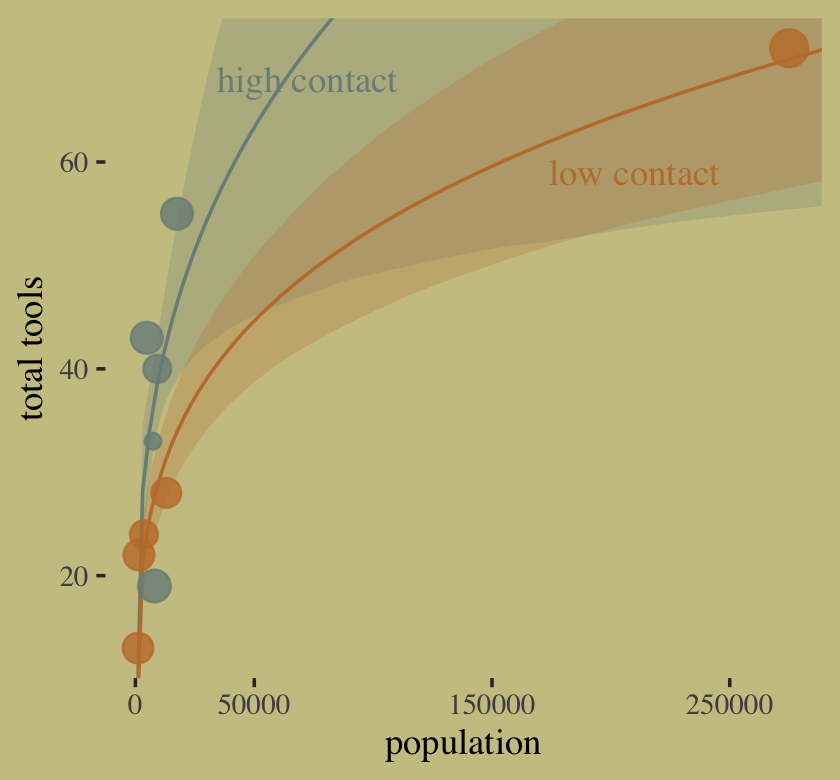 high contact
low contact
60
40
20
total tools
0 50000 150000 250000
population